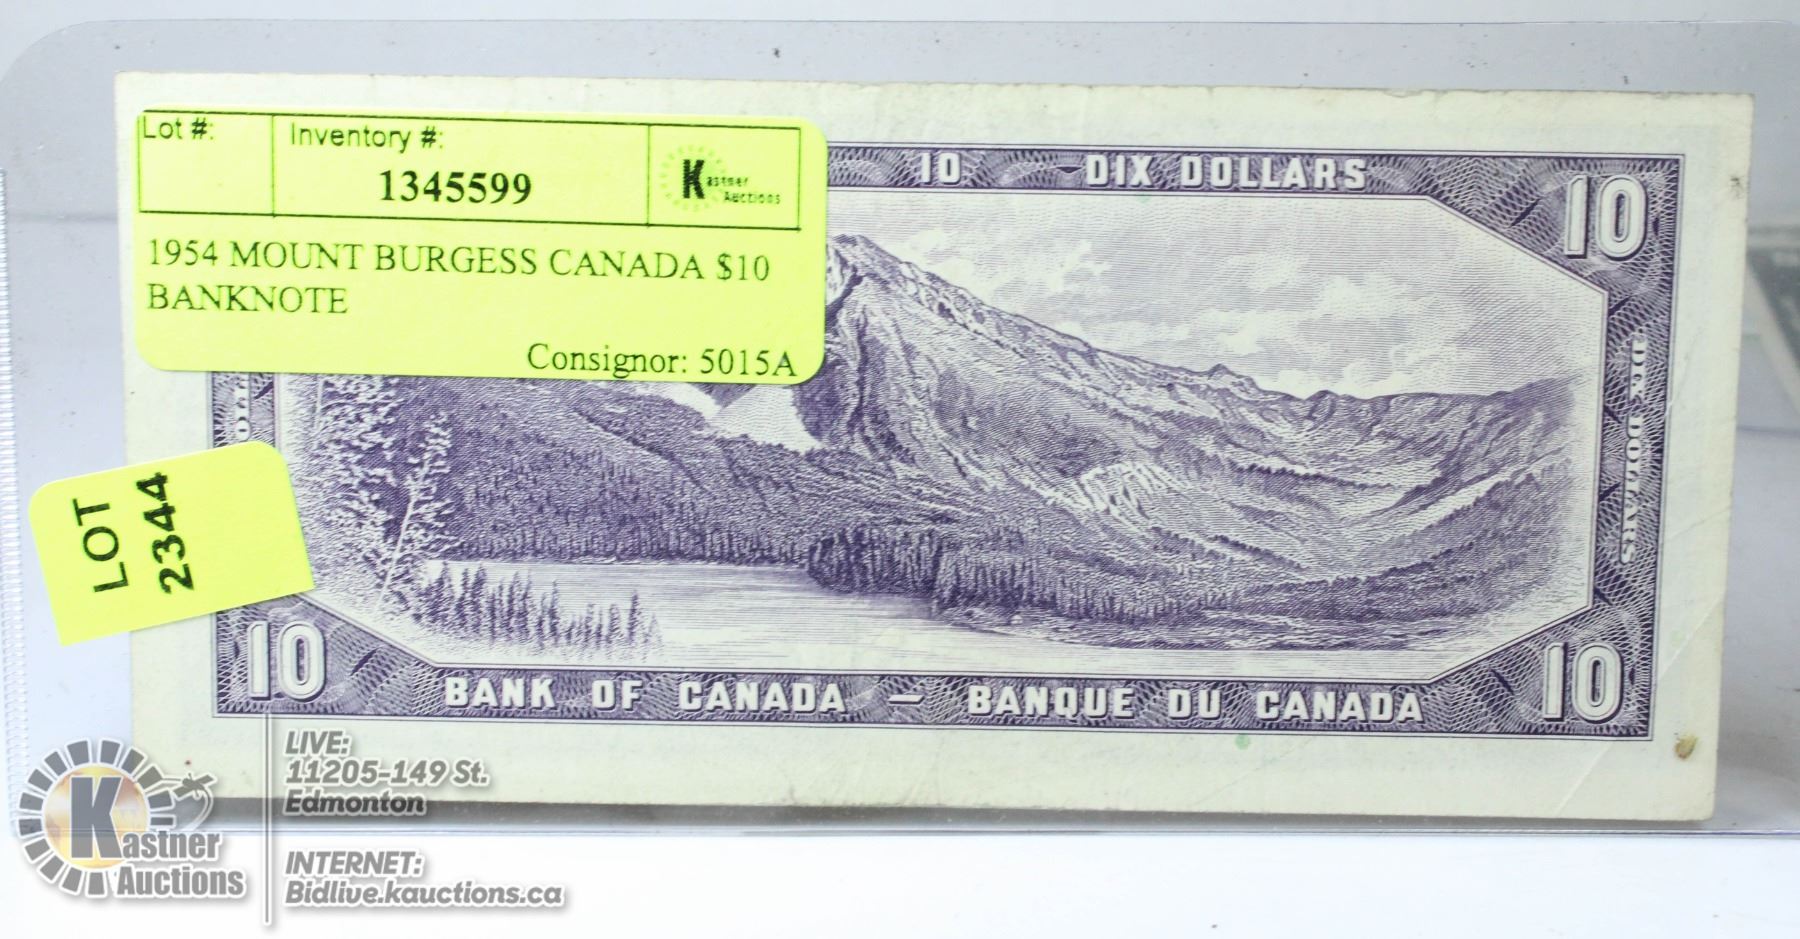 Lot #:
Inventory #:
1345599
Kastner
Auctions
1954 MOUNT BURGESS CANADA $10
BANKNOTE
Consignor: 5015A
LOT
2344
10 — DIX DOLLARS
10
DIX DOLLARS
10
10
BANK OF CANADA — BANQUE DU CANADA
Kastner
Auctions
LIVE:
11205-149 St.
Edmonton
INTERNET:
Bidlive.kauctions.ca